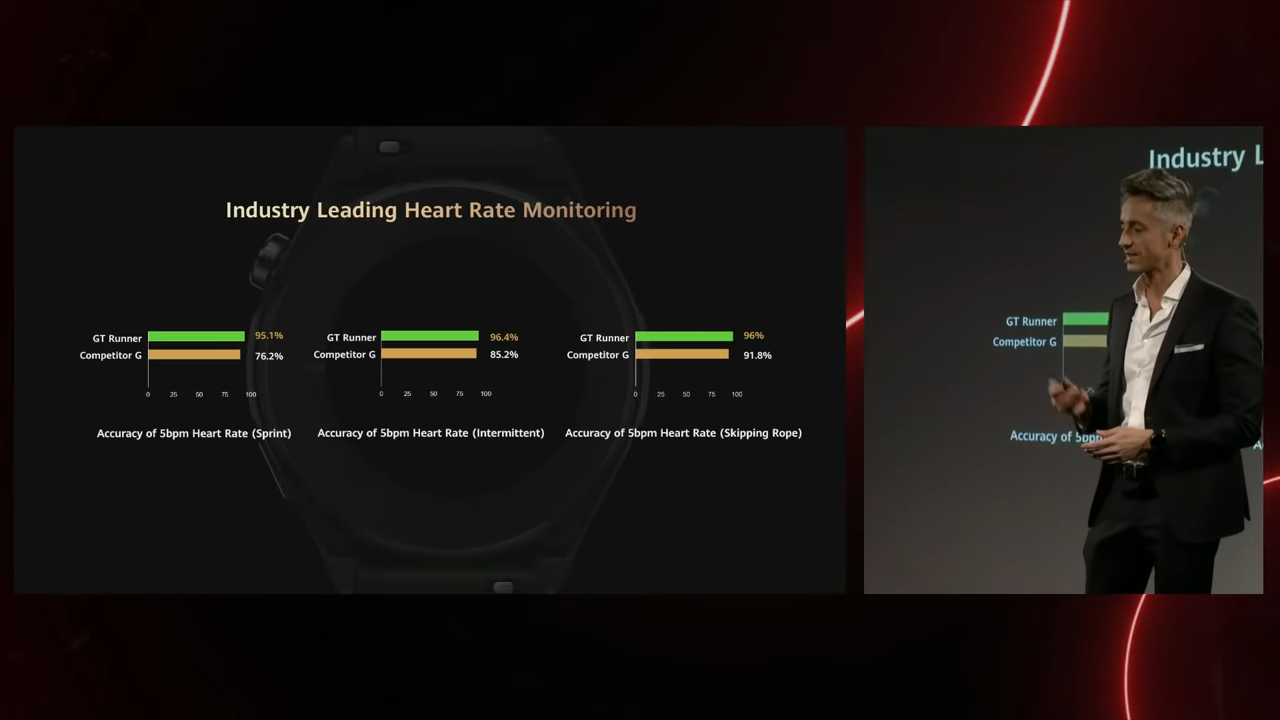 Industry Leading Heart Rate Monitoring
GT Runner 95.1%
Competitor G 76.2%
0 25 50 75 100
Accuracy of 5bpm Heart Rate (Sprint)
GT Runner 96.4%
Competitor G 85.2%
0 25 50 75 100
Accuracy of 5bpm Heart Rate (Intermittent)
GT Runner 96%
Competitor G 91.8%
0 25 50 75 100
Accuracy of 5bpm Heart Rate (Skipping Rope)
Industry L
GT Runner
Competitor G
Accuracy of 5bpm
A